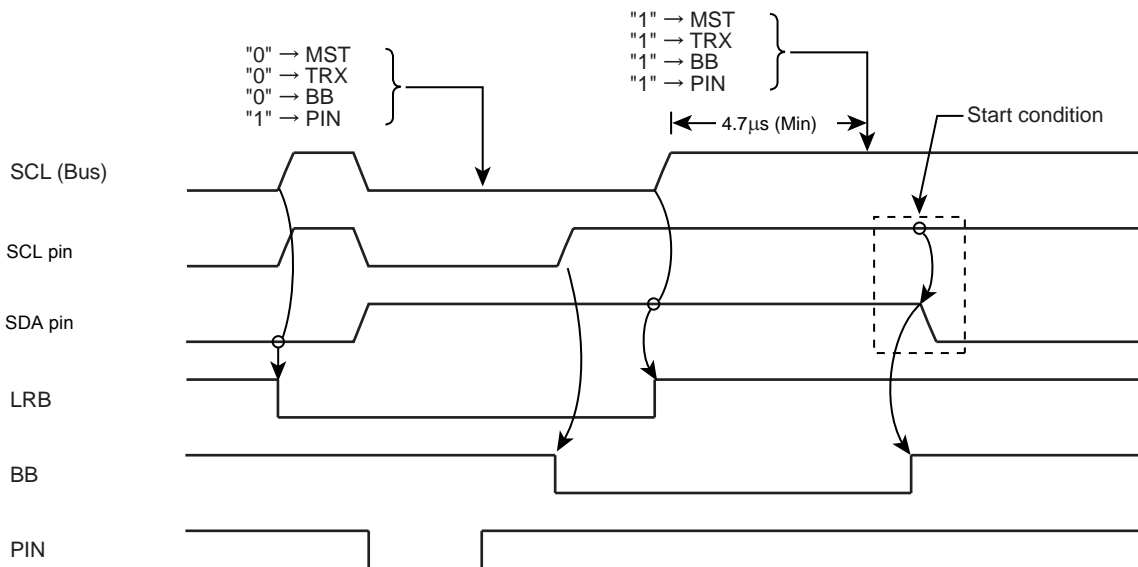 "0" → MST
"0" → TRX
"0" → BB
"1" → PIN
"1" → MST
"1" → TRX
"1" → BB
"1" → PIN
4.7μs (Min)
Start condition
SCL (Bus)
SCL pin
SDA pin
LRB
BB
PIN